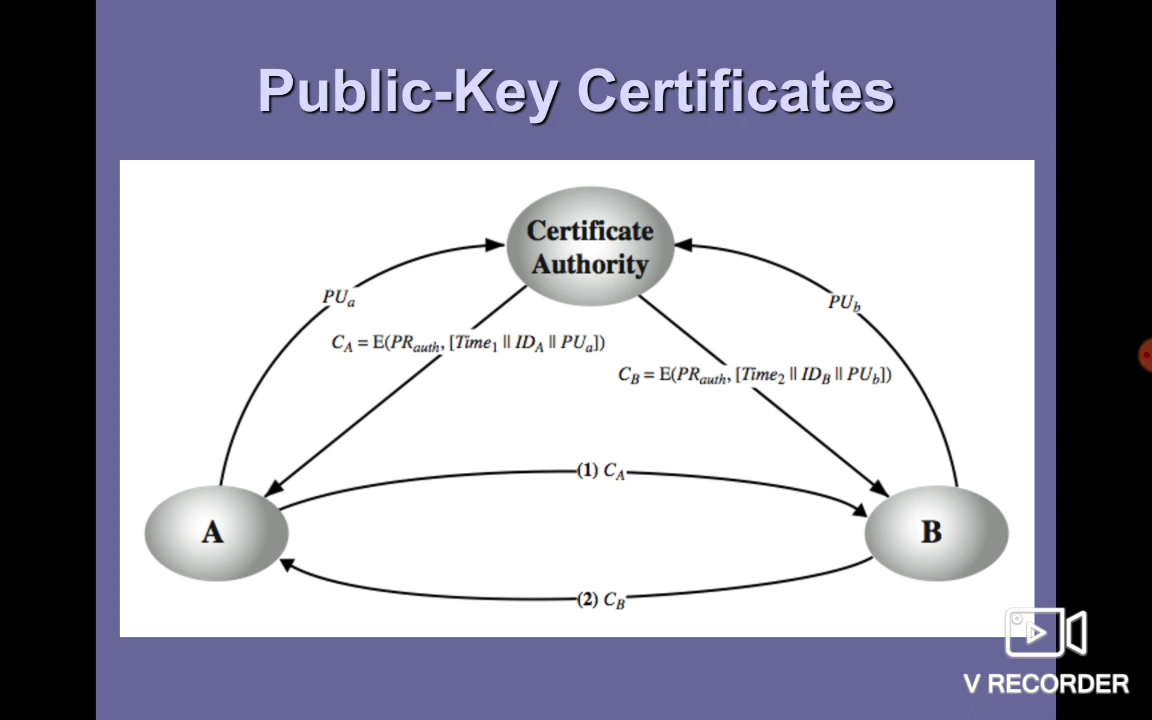 Public-Key Certificates
Certificate
Authority
PUa
PUb
CA = E(PRauth, [Time1 || IDA || PUa])
CB = E(PRauth, [Time2 || IDB || PUb])
(1) CA
A
B
(2) CB
V RECORDER